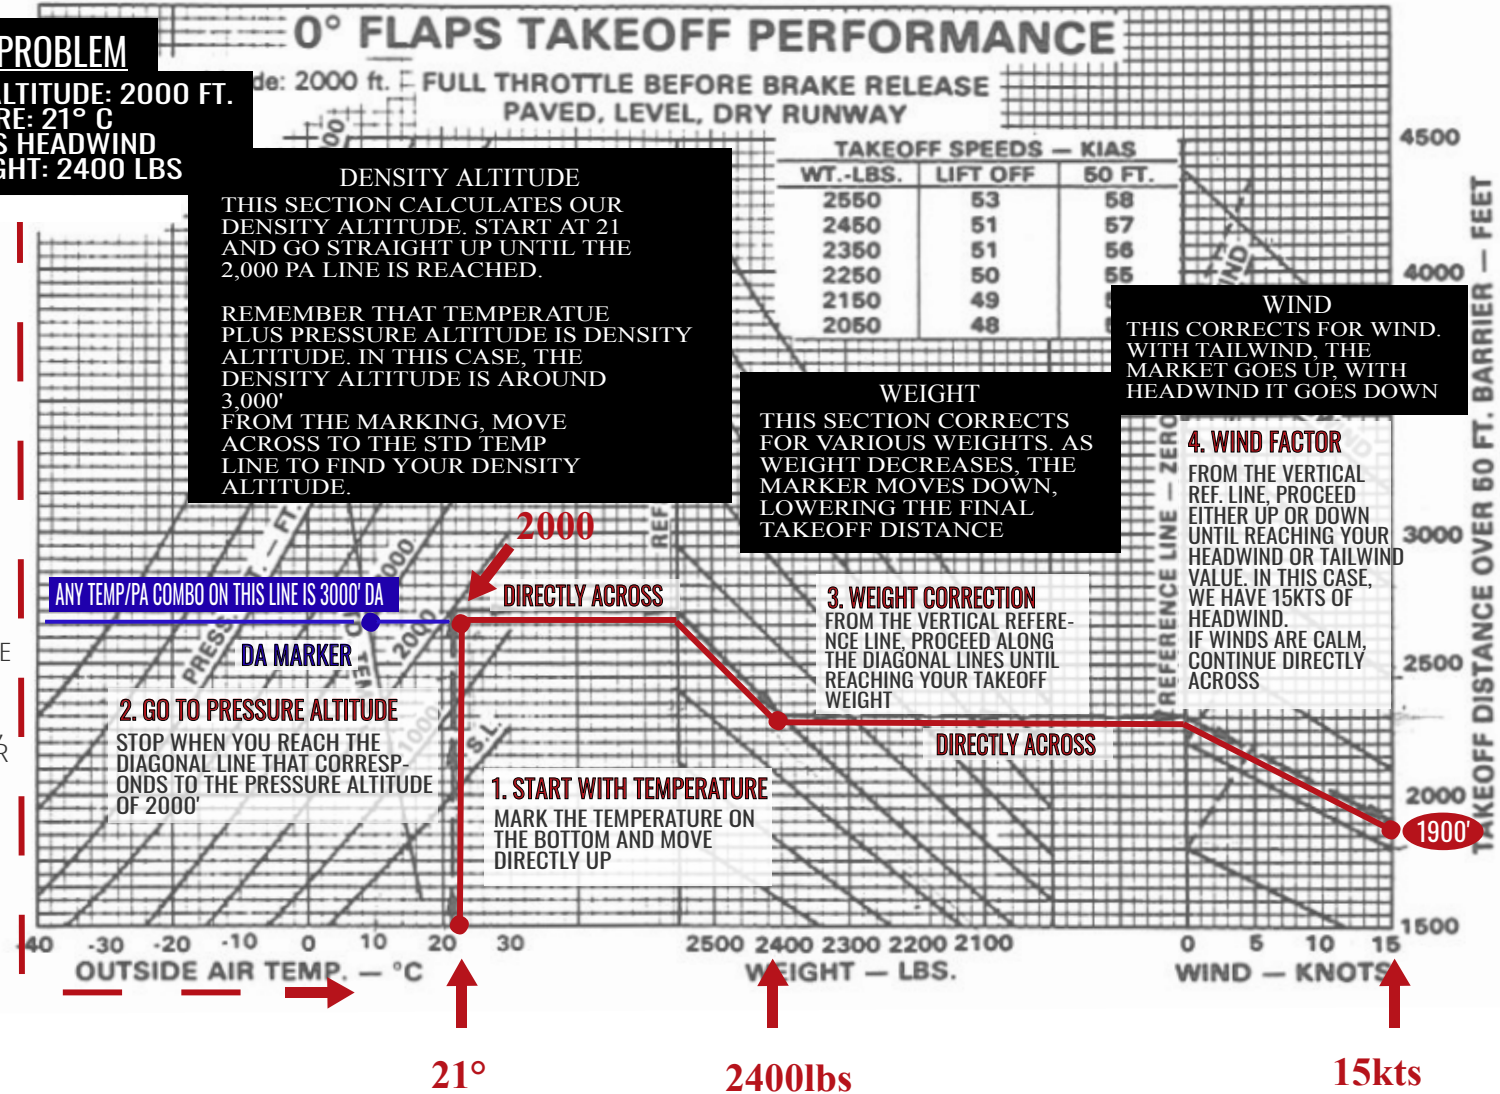 0° FLAPS TAKEOFF PERFORMANCE
PROBLEM
ALTITUDE: 2000 FT.
RE: 21° C
S HEADWIND
GHT: 2400 LBS
de: 2000 ft.
FULL THROTTLE BEFORE BRAKE RELEASE
PAVED, LEVEL, DRY RUNWAY
TAKEOFF SPEEDS — KIAS
WT.-LBS. LIFT OFF 50 FT.
2550 53 58
2450 51 57
2350 51 56
2250 50 55
2150 49
2050 48
DENSITY ALTITUDE
THIS SECTION CALCULATES OUR
DENSITY ALTITUDE. START AT 21
AND GO STRAIGHT UP UNTIL THE
2,000 PA LINE IS REACHED.
REMEMBER THAT TEMPERATUE
PLUS PRESSURE ALTITUDE IS DENSITY
ALTITUDE. IN THIS CASE, THE
DENSITY ALTITUDE IS AROUND
3,000'
FROM THE MARKING, MOVE
ACROSS TO THE STD TEMP
LINE TO FIND YOUR DENSITY
ALTITUDE.
WEIGHT
THIS SECTION CORRECTS
FOR VARIOUS WEIGHTS. AS
WEIGHT DECREASES, THE
MARKER MOVES DOWN,
LOWERING THE FINAL
TAKEOFF DISTANCE
WIND
THIS CORRECTS FOR WIND.
WITH TAILWIND, THE
MARKET GOES UP, WITH
HEADWIND IT GOES DOWN
4. WIND FACTOR
FROM THE VERTICAL
REF. LINE, PROCEED
EITHER UP OR DOWN
UNTIL REACHING YOUR
HEADWIND OR TAILWIND
VALUE. IN THIS CASE,
WE HAVE 15KTS OF
HEADWIND.
IF WINDS ARE CALM,
CONTINUE DIRECTLY
ACROSS
2000
ANY TEMP/PA COMBO ON THIS LINE IS 3000' DA
DA MARKER
DIRECTLY ACROSS
3. WEIGHT CORRECTION
FROM THE VERTICAL REFERE-
NCE LINE, PROCEED ALONG
THE DIAGONAL LINES UNTIL
REACHING YOUR TAKEOFF
WEIGHT
2. GO TO PRESSURE ALTITUDE
STOP WHEN YOU REACH THE
DIAGONAL LINE THAT CORRESP-
ONDS TO THE PRESSURE ALTITUDE
OF 2000'
DIRECTLY ACROSS
1. START WITH TEMPERATURE
MARK THE TEMPERATURE ON
THE BOTTOM AND MOVE
DIRECTLY UP
PRESS.
FT.
2000
1000
S.L.
REF
REFERENCE LINE — ZERO
WIND
E
R
4500
4000
3000
2500
2000
1900'
1500
TAKEOFF DISTANCE OVER 50 FT. BARRIER — FEET
-40 -30 -20 -10 0 10 20 30
2500 2400 2300 2200 2100
0 5 10 15
OUTSIDE AIR TEMP. — °C
WEIGHT — LBS.
WIND — KNOTS
21°
2400lbs
15kts